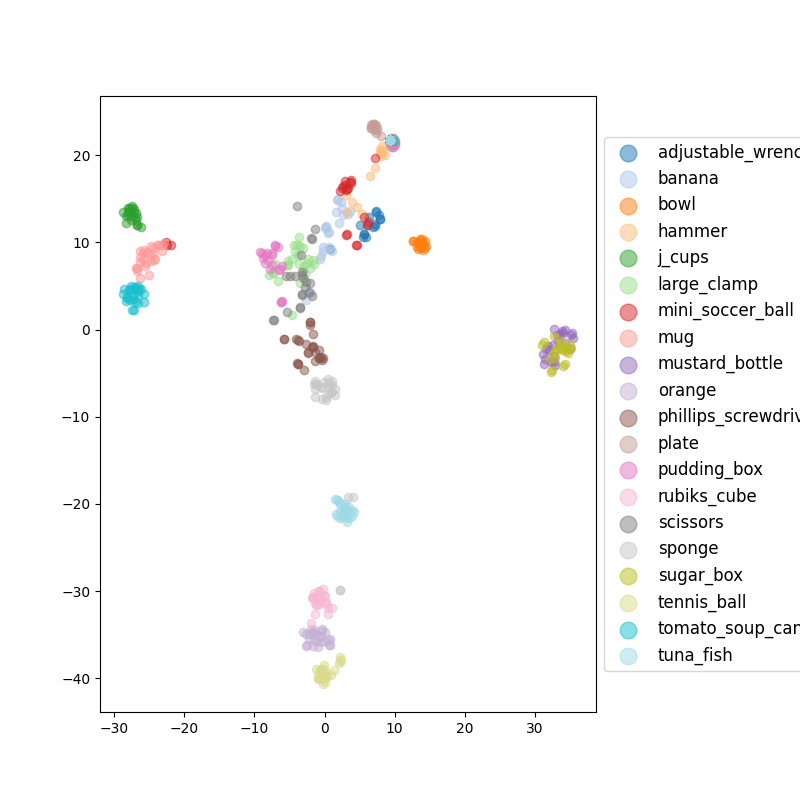 20
10
0
−10
−20
−30
−40
−30
−20
−10
0
10
20
30
adjustable_wrenc
banana
bowl
hammer
j_cups
large_clamp
mini_soccer_ball
mug
mustard_bottle
orange
phillips_screwdriv
plate
pudding_box
rubiks_cube
scissors
sponge
sugar_box
tennis_ball
tomato_soup_can
tuna_fish